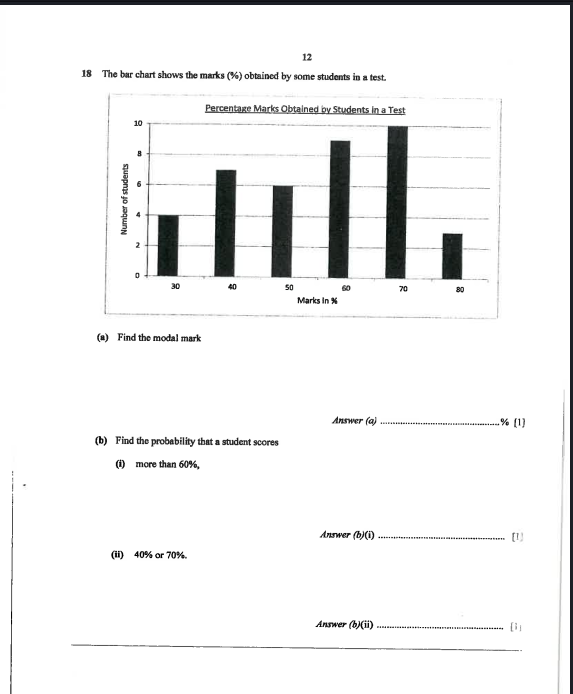 12
18 The bar chart shows the marks (%) obtained by some students in a test.
Percentage Marks Obtained by Students in a Test
Number of students
10
8
6
4
2
0
30 40 50 60 70 80
Marks in %
(a) Find the modal mark
Answer (a) ............................................% [1]
(b) Find the probability that a student scores
(i) more than 60%,
Answer (b)(i) ............................................... [1]
(ii) 40% or 70%.
Answer (b)(ii) ............................................... [1]